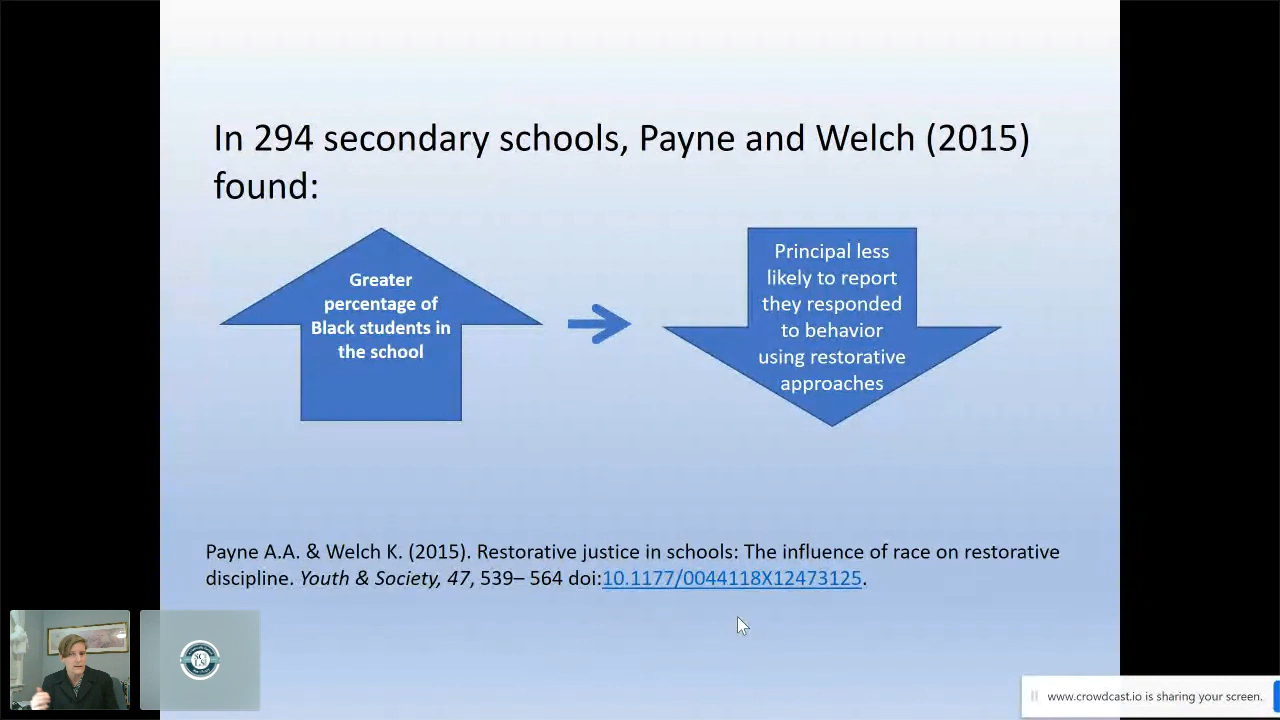 In 294 secondary schools, Payne and Welch (2015)
found:
Greater
percentage of
Black students in
the school
Principal less
likely to report
they responded
to behavior
using restorative
approaches
Payne A.A. & Welch K. (2015). Restorative justice in schools: The influence of race on restorative
discipline. Youth & Society, 47, 539– 564 doi:10.1177/0044118X12473125.
www.crowdcast.io is sharing your screen.